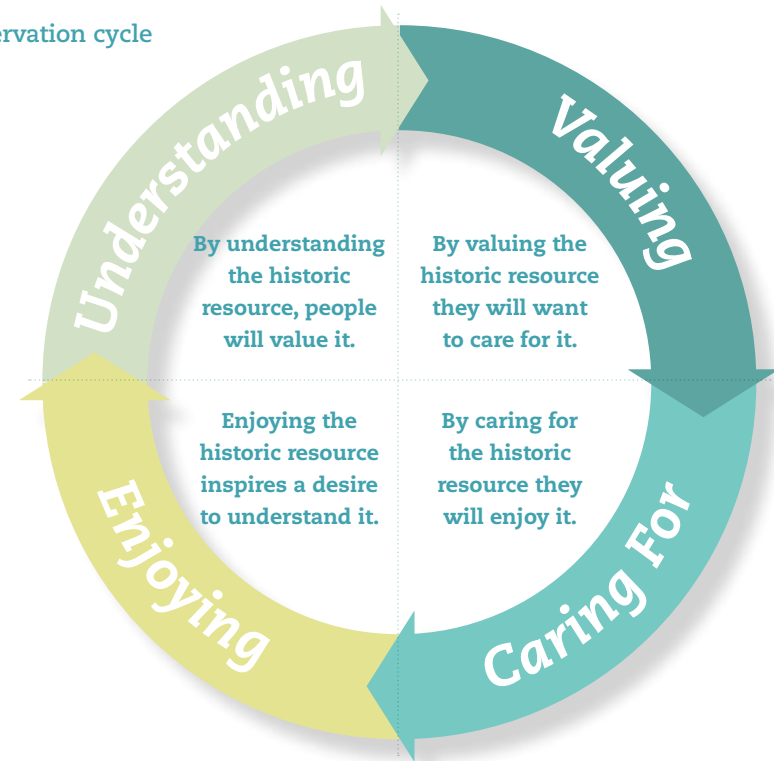 ervation cycle
Understanding
Valuing
By understanding
the historic
resource, people
will value it.
By valuing the
historic resource
they will want
to care for it.
Enjoying the
historic resource
inspires a desire
to understand it.
By caring for
the historic
resource they
will enjoy it.
Enjoying
Caring For